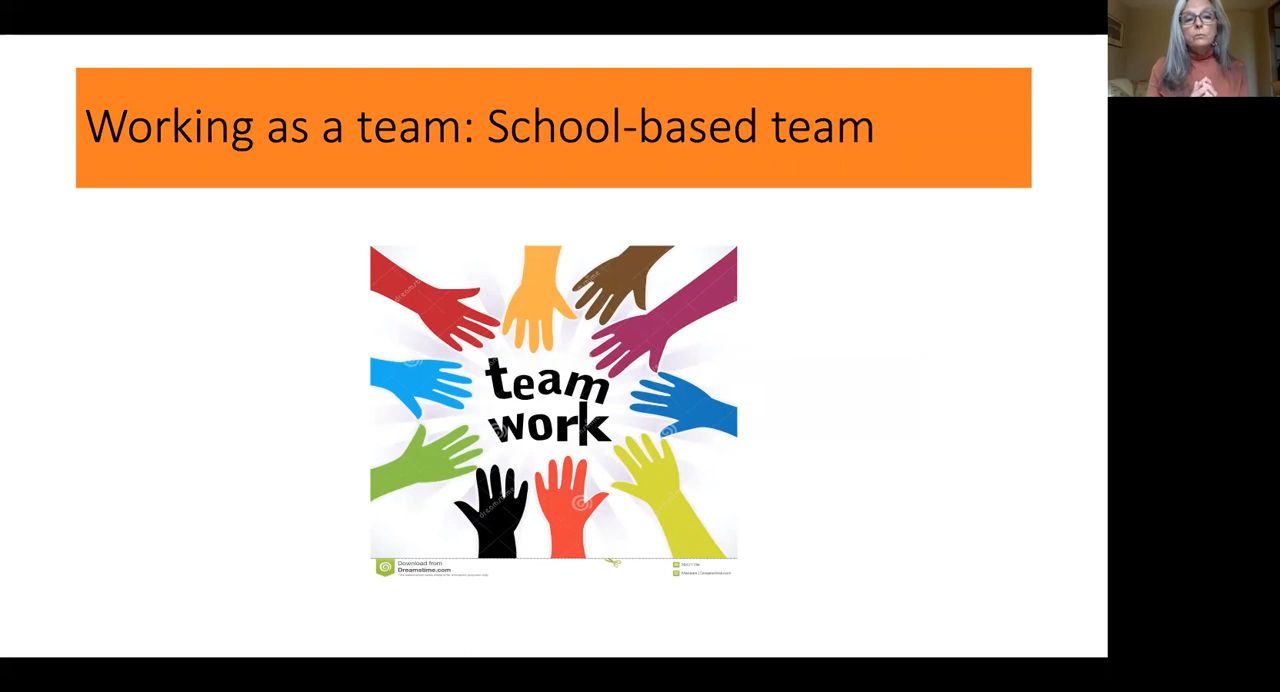 Working as a team: School-based team
team
work
Download from
Dreamstime.com